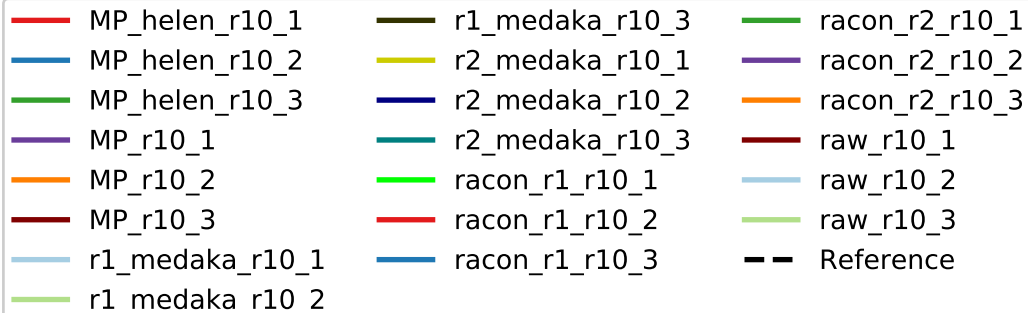 MP_helen_r10_1
MP_helen_r10_2
MP_helen_r10_3
MP_r10_1
MP_r10_2
MP_r10_3
r1_medaka_r10_1
r1_medaka_r10_2
r1_medaka_r10_3
r2_medaka_r10_1
r2_medaka_r10_2
r2_medaka_r10_3
racon_r1_r10_1
racon_r1_r10_2
racon_r1_r10_3
racon_r2_r10_1
racon_r2_r10_2
racon_r2_r10_3
raw_r10_1
raw_r10_2
raw_r10_3
Reference